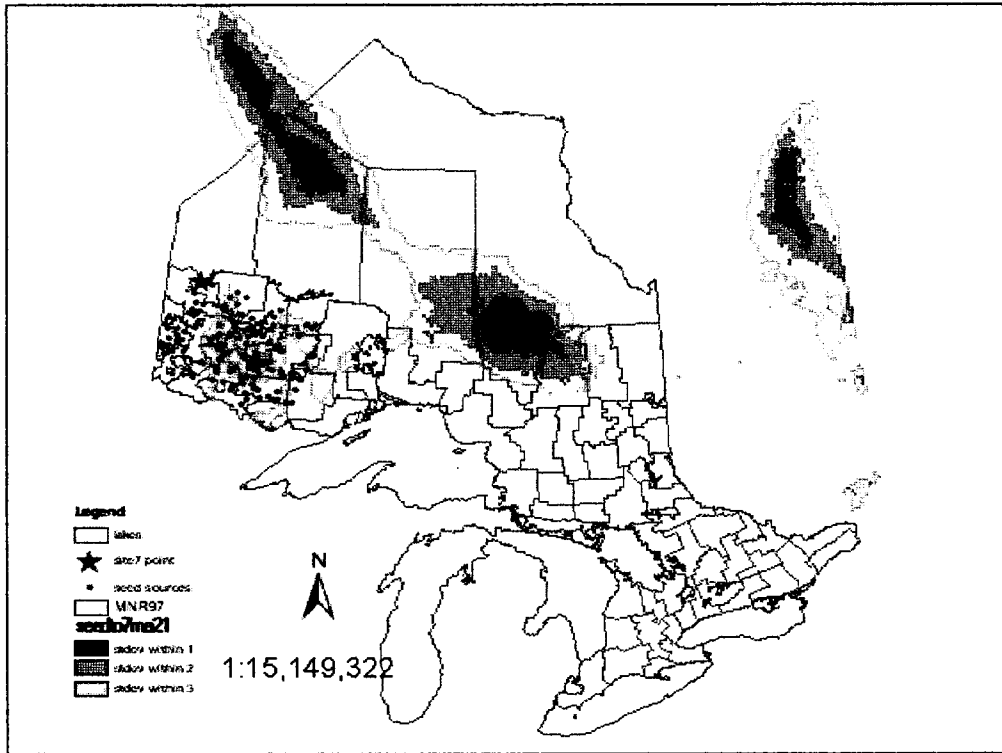 Legend
lakes
site7 point
seed sources
MNR97
seedto7mai21
stdev within 1
stdev within 2
stdev within 3
N
1:15,149,322